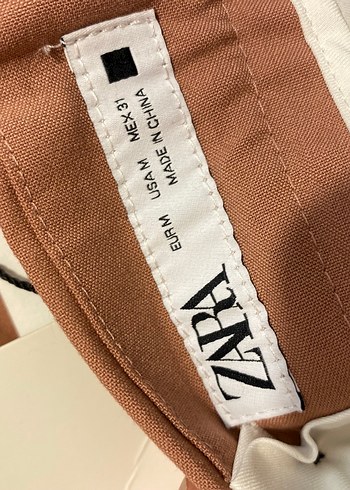 ZARA
EUR M USA M MEX 31
MADE IN CHINA